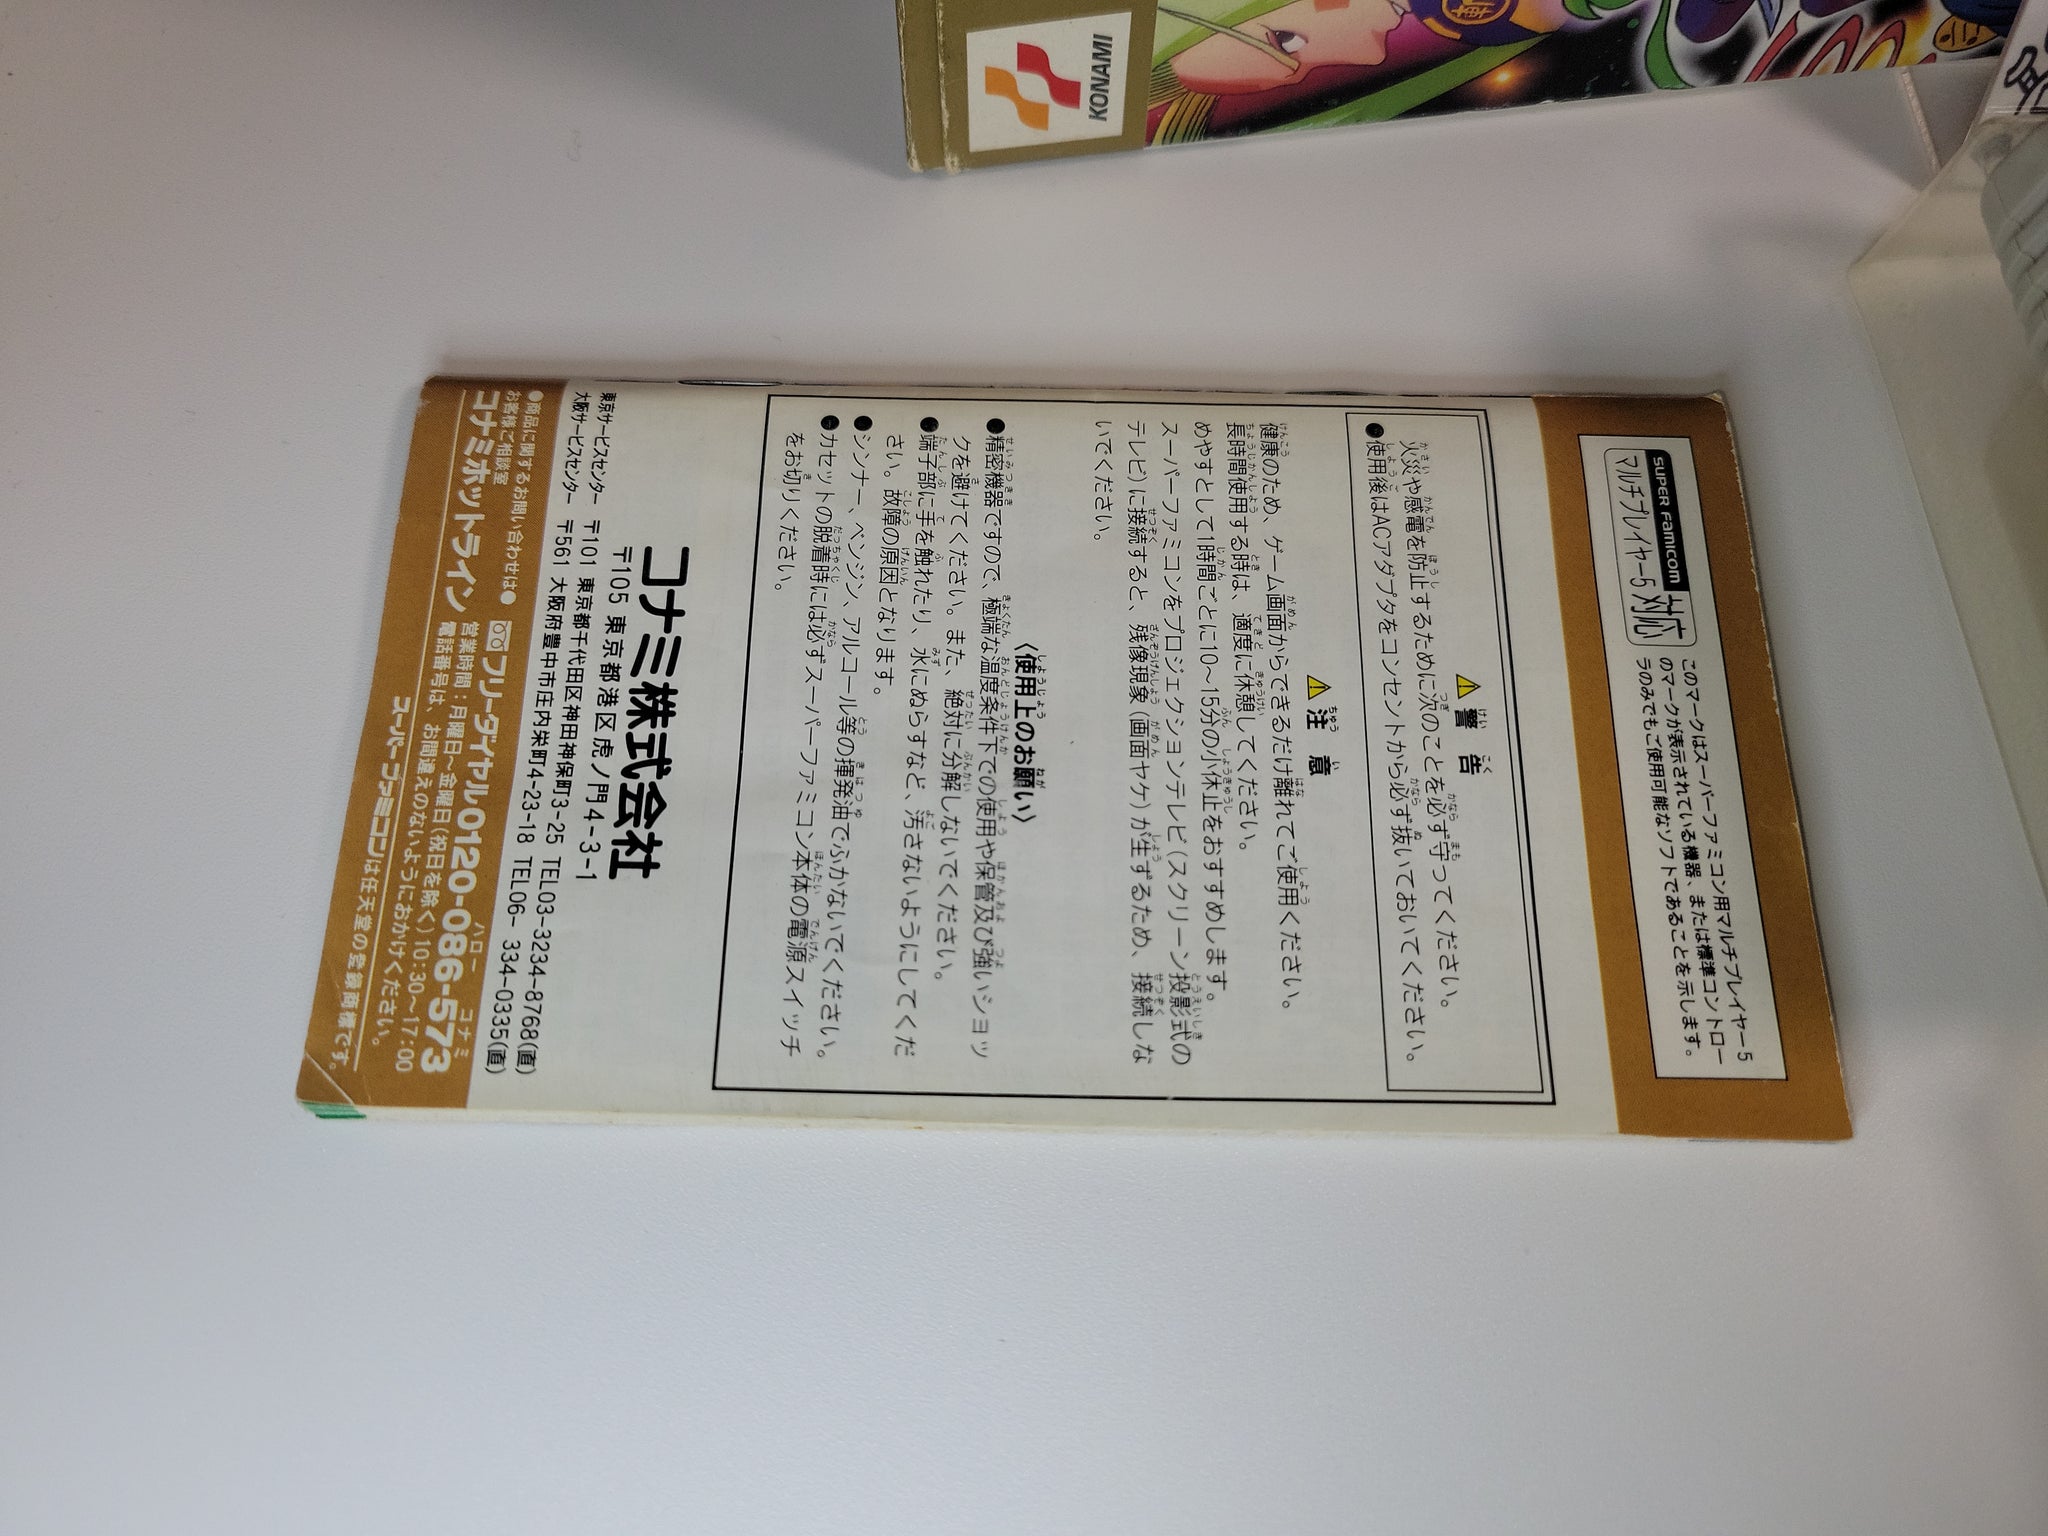 KONAMI
SUPER FAMICOM
マルチプレイヤー5対応
このマークはスーパーファミコン用マルチプレイヤー5
のマークが表示されている機器、または標準コントロー
ラのみでもご使用可能なソフトであることを示します。
警告
火災や感電を防止するために次のことを必ず守ってください。
●使用後はACアダプタをコンセントから必ず抜いておいてください。
注意
健康のため、ゲーム画面からできるだけ離れてご使用ください。
長時間使用する時は、適度に休憩してください。
めやすとして1時間ごとに10～15分の小休止をおすすめします。
スーパーファミコンをプロジェクションテレビ(スクリーン投影式の
テレビ)に接続すると、残像現象(画面ヤケ)が生ずるため、接続しな
いでください。
〈使用上のお願い〉
●精密機器ですので、極端な温度条件下での使用や保管及び強いショッ
クを避けてください。また、絶対に分解しないでください。
●端子部に手を触れたり、水にぬらすなど、汚さないようにしてくだ
さい。故障の原因となります。
●シンナー、ベンジン、アルコール等の揮発油でふかないでください。
●カセットの脱着時には必ずスーパーファミコン本体の電源スイッチ
をお切りください。
コナミ株式会社
〒105 東京都港区虎ノ門4-3-1
東京サービスセンター 〒101 東京都千代田区神田神保町3-25 TEL03-3234-8768(直)
大阪サービスセンター 〒561 大阪府豊中市庄内栄町4-23-18 TEL06-334-0335(直)
●商品に関するお問い合わせは●
お客様ご相談室
コナミホットライン
フリーダイヤル0120-086-573
ハロー コナミ
営業時間：月曜日～金曜日(祝日を除く)10:30～17:00
電話番号は、お間違えのないようにおかけください。
スーパーファミコンは任天堂の登録商標です。